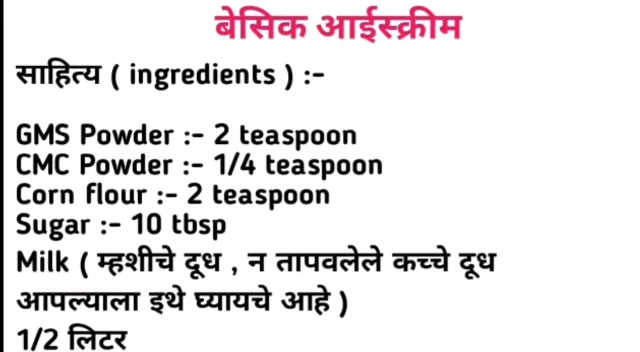 बेसिक आईस्क्रीम
साहित्य ( ingredients ) :-
GMS Powder :- 2 teaspoon
CMC Powder :- 1/4 teaspoon
Corn flour :- 2 teaspoon
Sugar :- 10 tbsp
Milk ( म्हशीचे दूध , न तापवलेले कच्चे दूध
आपल्याला इथे घ्यायचे आहे )
1/2 लिटर